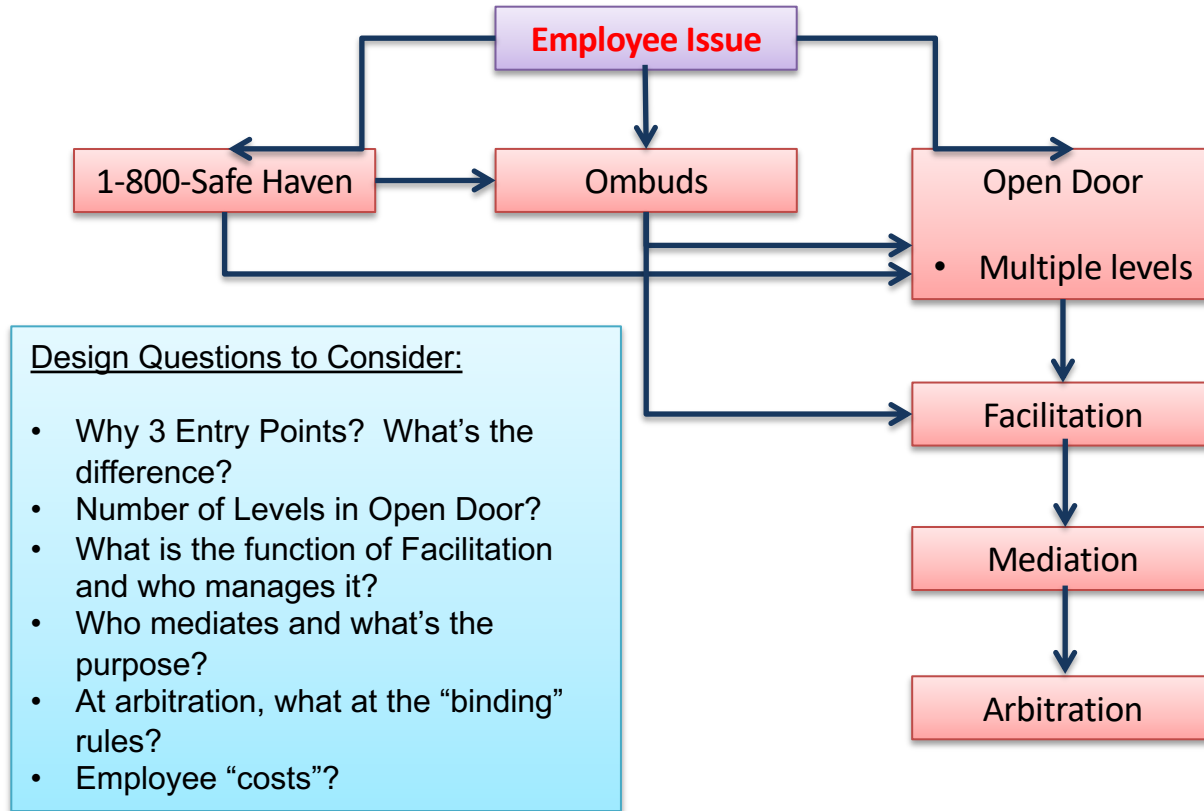 Employee Issue
1-800-Safe Haven
Ombuds
Open Door
• Multiple levels
Design Questions to Consider:
• Why 3 Entry Points? What’s the
difference?
• Number of Levels in Open Door?
• What is the function of Facilitation
and who manages it?
• Who mediates and what’s the
purpose?
• At arbitration, what at the “binding”
rules?
• Employee “costs”?
Facilitation
Mediation
Arbitration